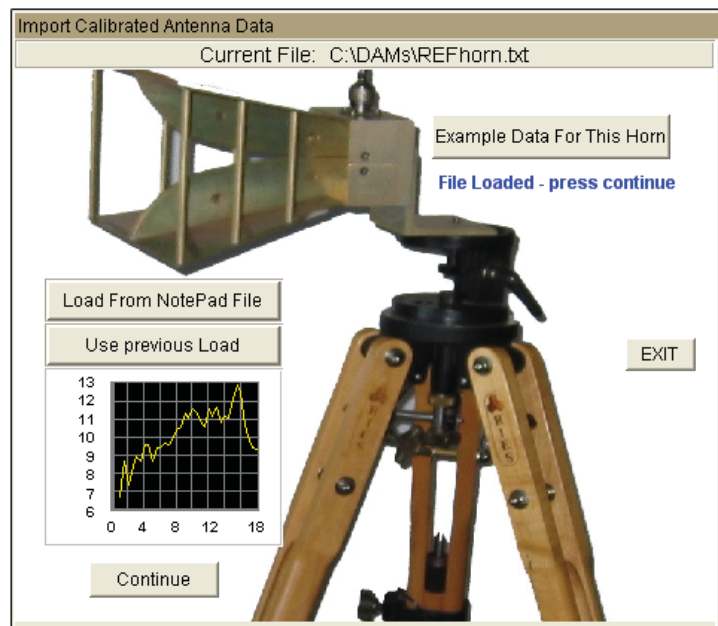 Import Calibrated Antenna Data
Current File: C:\DAMs\REFhorn.txt
Example Data For This Horn
File Loaded - press continue
Load From NotePad File
Use previous Load
EXIT
RIES
RIES
13
12
11
10
9
8
7
6
0 4 8 12 18
Continue